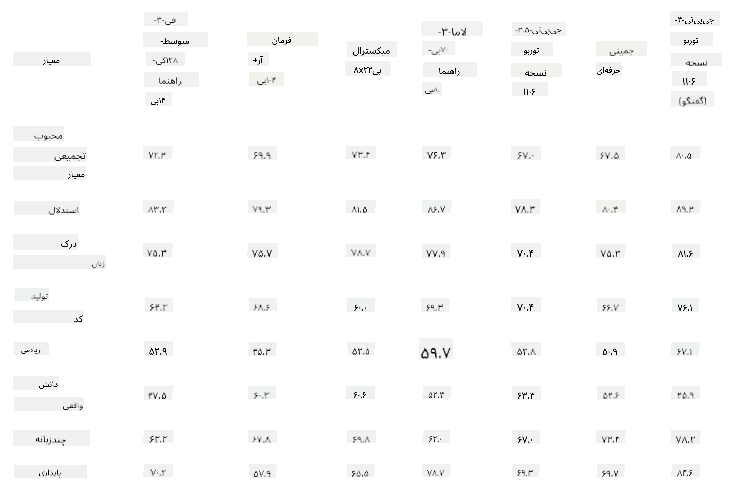 معیار
فی-۳-
متوسط-
۱۲۸کی-
راهنما
۱۴بی
فرمان
آر+
۱۰۴بی
میکسترال
۸x۲۲بی
لاما-۳-
۷۰بی-
راهنما
۸بی
جی‌پی‌تی-۳.۵-
توربو
نسخه
۱۱۰۶
جمینی
حرفه‌ای
جی‌پی‌تی-۴-
توربو
نسخه
۱۱۰۶
(گفتگو)
محبوب
تجمیعی
معیار
۷۲.۳ ۶۹.۹ ۷۳.۴ ۷۶.۳ ۶۷.۰ ۶۷.۵ ۸۰.۵
استدلال ۸۳.۲ ۷۹.۳ ۸۱.۵ ۸۶.۷ ۷۸.۳ ۸۰.۴ ۸۹.۳
درک
زبان
۷۵.۳ ۷۵.۷ ۷۸.۷ ۷۷.۹ ۷۰.۴ ۷۵.۳ ۸۱.۶
تولید
کد
۶۴.۲ ۶۸.۶ ۶۰.۰ ۶۹.۳ ۷۰.۴ ۶۶.۷ ۷۶.۱
ریاضی ۵۲.۹ ۴۵.۳ ۵۲.۵ ۵۹.۷ ۵۲.۸ ۵۰.۹ ۶۷.۱
دانش
واقعی
۴۷.۵ ۶۰.۳ ۶۰.۶ ۵۲.۴ ۶۳.۴ ۵۴.۶ ۴۵.۹
چندزبانه ۶۲.۲ ۶۷.۸ ۶۹.۸ ۶۲.۰ ۶۷.۰ ۷۳.۴ ۷۸.۲
پایداری ۷۰.۲ ۵۷.۹ ۶۵.۵ ۷۸.۷ ۶۹.۳ ۶۹.۷ ۸۴.۶